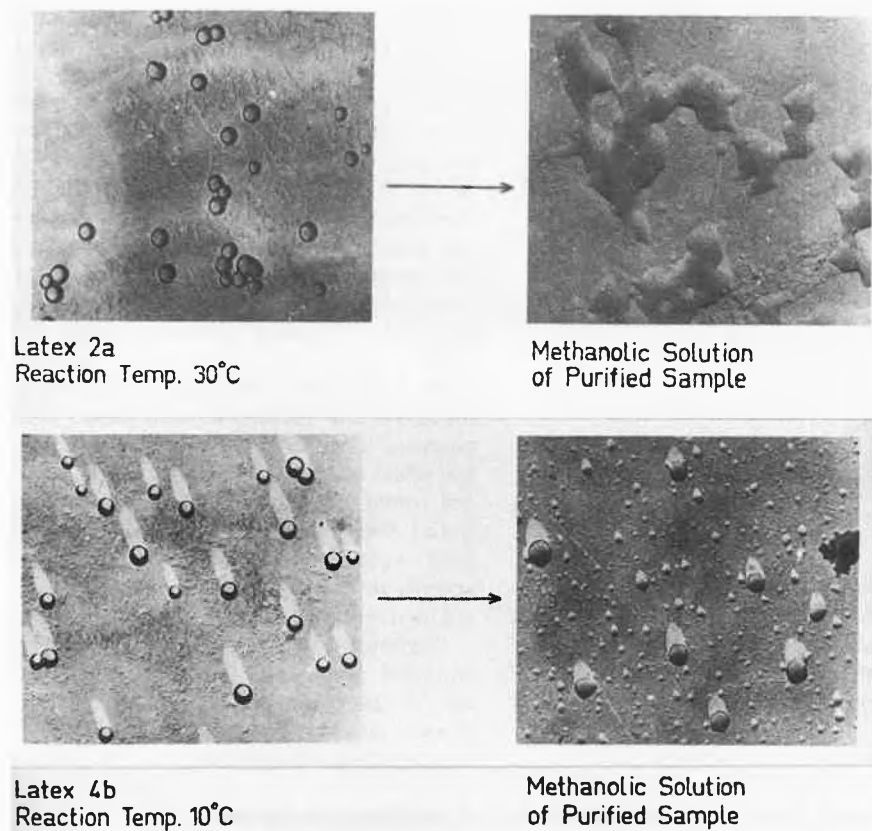 Latex 2a
Reaction Temp. 30°C
Methanolic Solution
of Purified Sample
Latex 4b
Reaction Temp. 10°C
Methanolic Solution
of Purified Sample